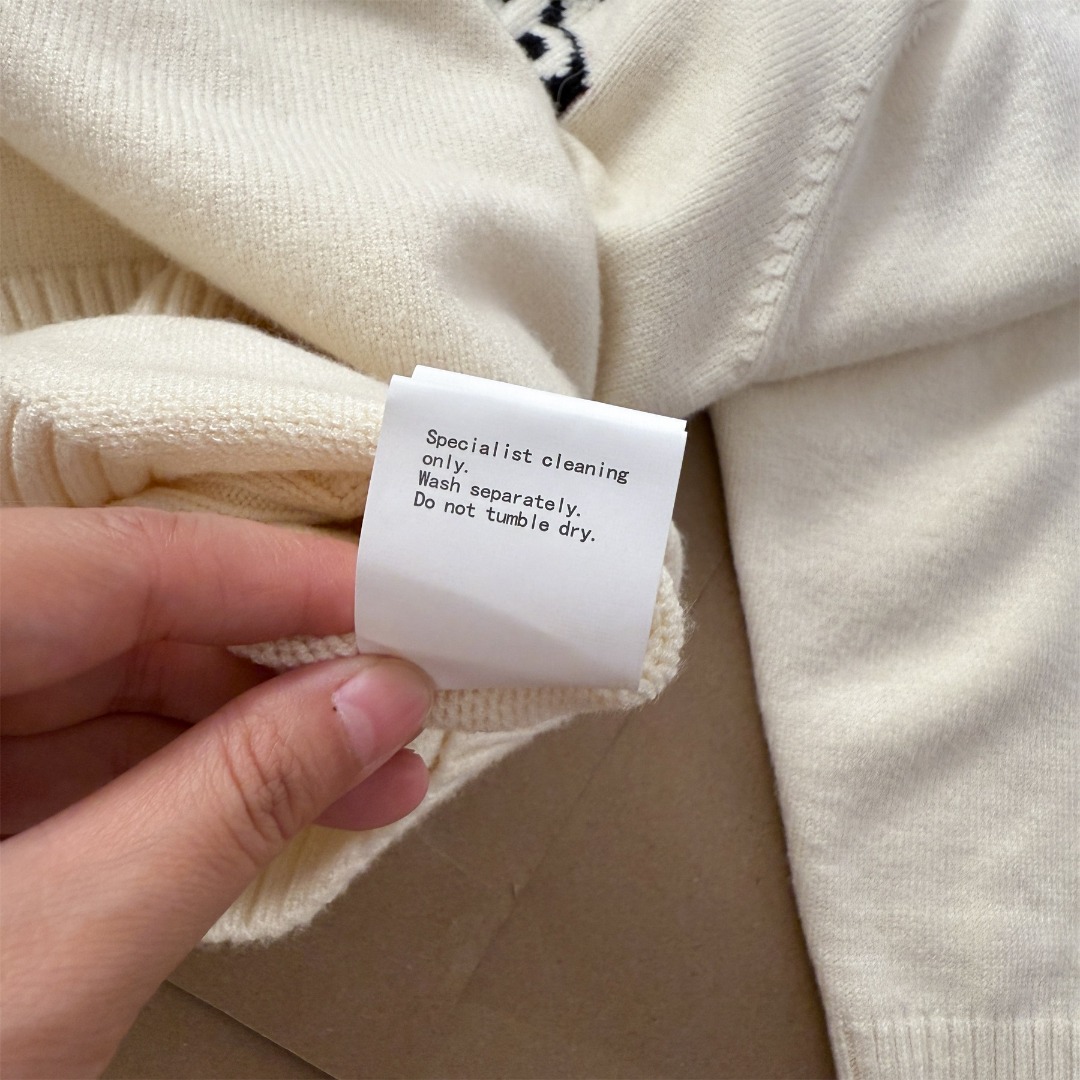 Specialist cleaning
only.
Wash separately.
Do not tumble dry.